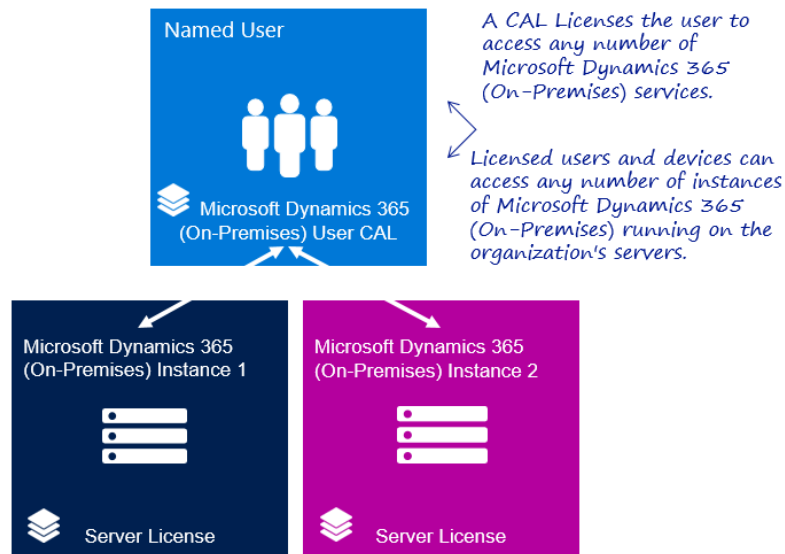 Named User
Microsoft Dynamics 365
(On-Premises) User CAL
A CAL Licenses the user to
access any number of
Microsoft Dynamics 365
(On-Premises) services.
Licensed users and devices can
access any number of instances
of Microsoft Dynamics 365
(On-Premises) running on the
organization's servers.
Microsoft Dynamics 365
(On-Premises) Instance 1
Server License
Microsoft Dynamics 365
(On-Premises) Instance 2
Server License